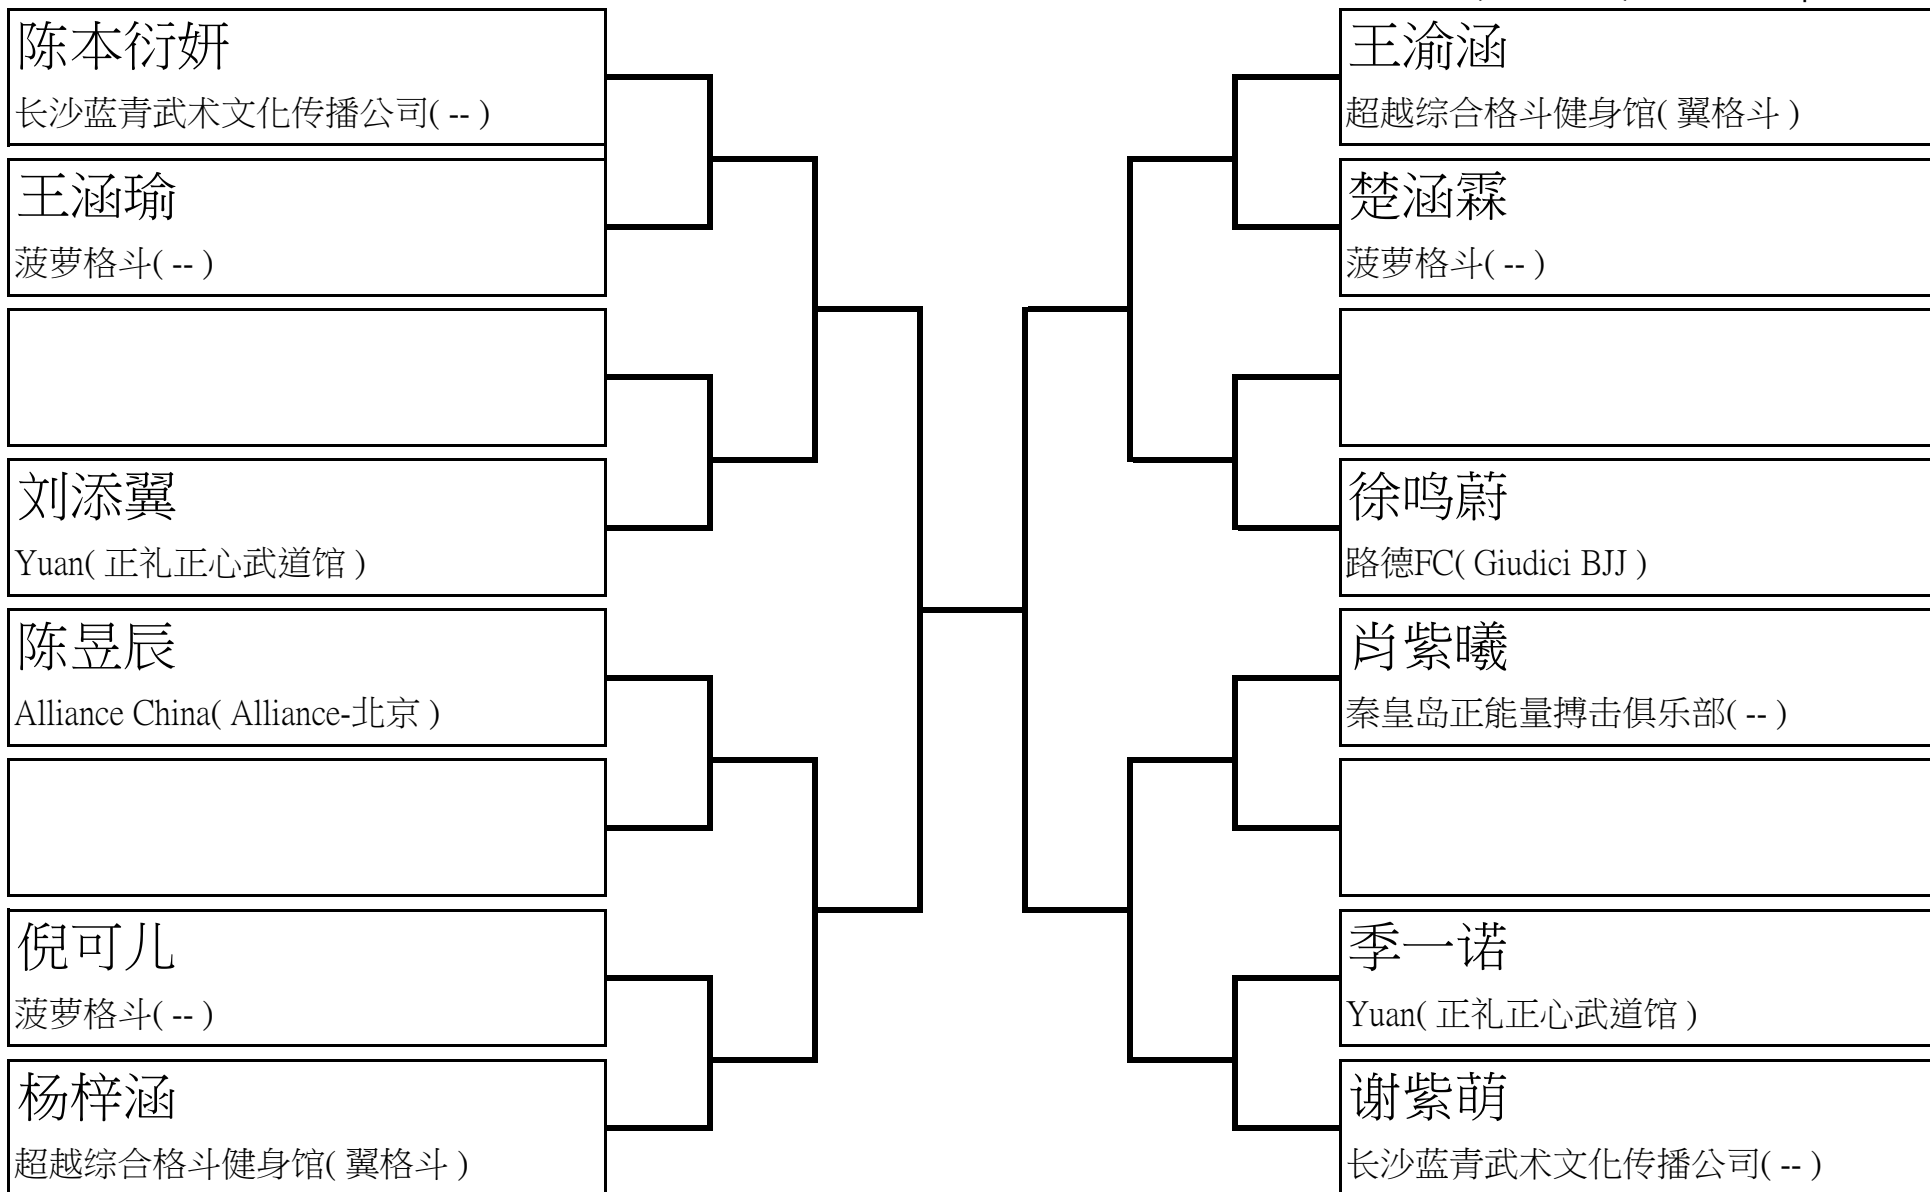 陈本衍妍
长沙蓝青武术文化传播公司( -- )
王涵瑜
菠萝格斗( -- )
刘添翼
Yuan( 正礼正心武道馆 )
陈昱辰
Alliance China( Alliance-北京 )
倪可儿
菠萝格斗( -- )
杨梓涵
超越综合格斗健身馆( 翼格斗 )
王渝涵
超越综合格斗健身馆( 翼格斗 )
楚涵霖
菠萝格斗( -- )
徐鸣蔚
路德FC( Giudici BJJ )
肖紫曦
秦皇岛正能量搏击俱乐部( -- )
季一诺
Yuan( 正礼正心武道馆 )
谢紫萌
长沙蓝青武术文化传播公司( -- )